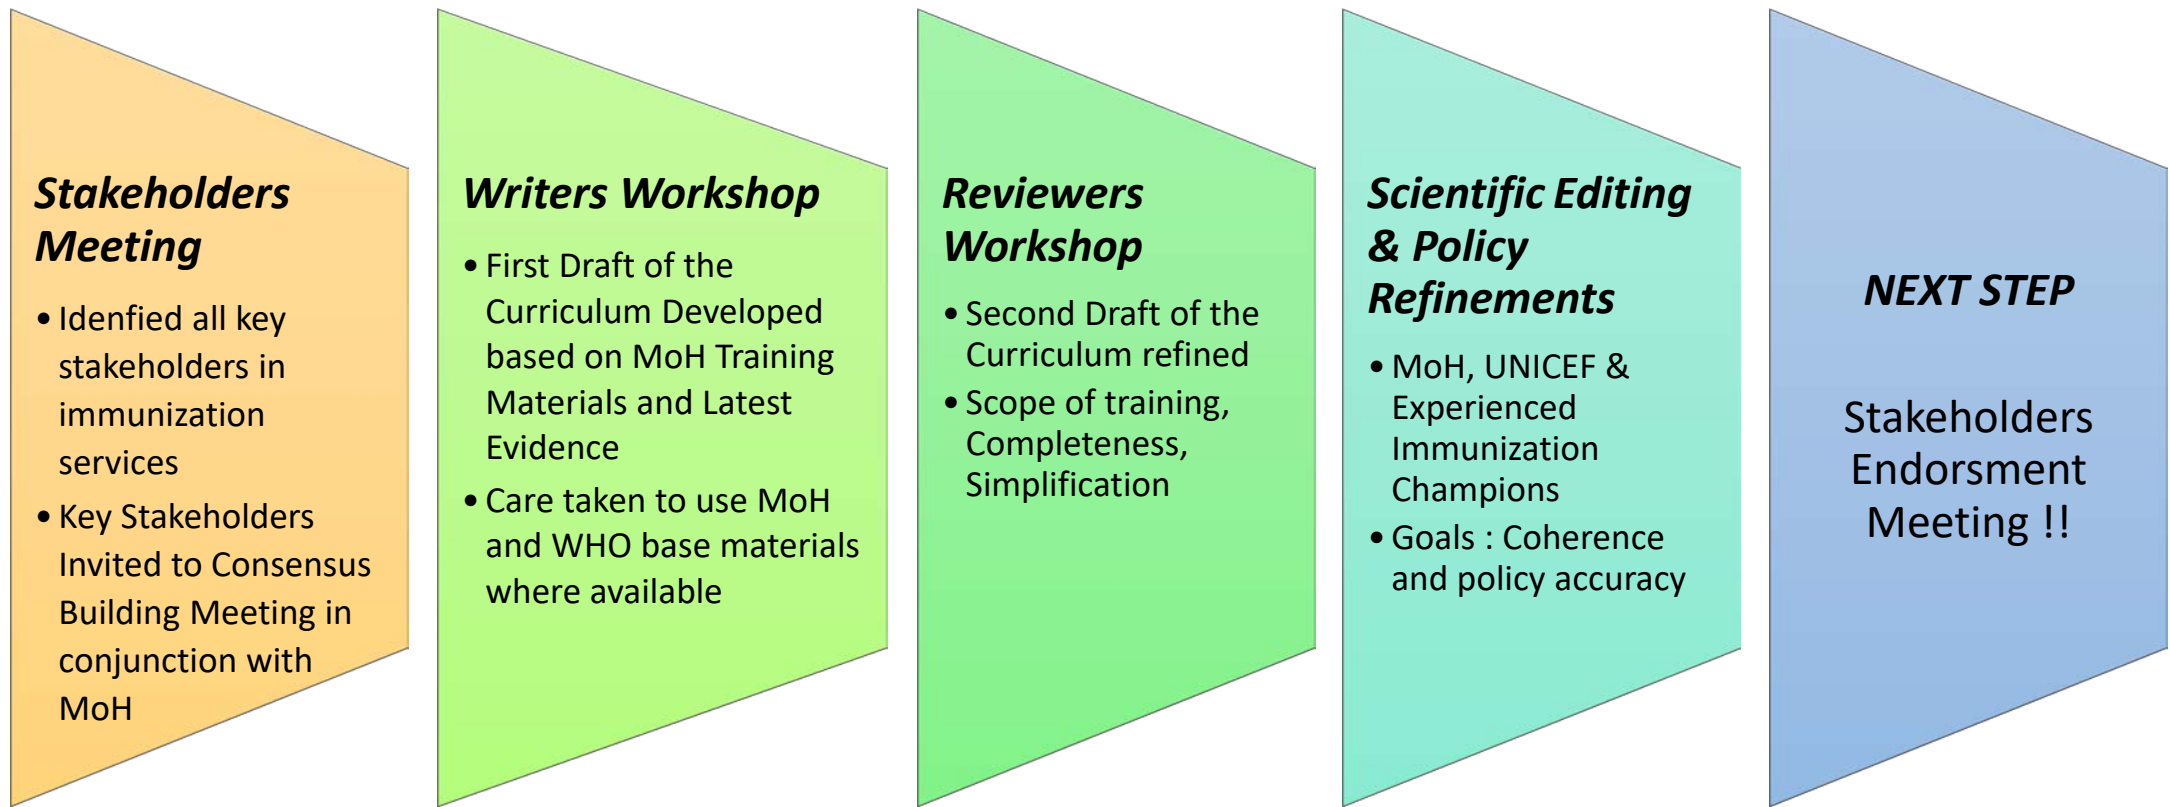 Stakeholders
Meeting
• Idenfied all key
stakeholders in
immunization
services
• Key Stakeholders
Invited to Consensus
Building Meeting in
conjunction with
MoH
Writers Workshop
• First Draft of the
Curriculum Developed
based on MoH Training
Materials and Latest
Evidence
• Care taken to use MoH
and WHO base materials
where available
Reviewers
Workshop
• Second Draft of the
Curriculum refined
• Scope of training,
Completeness,
Simplification
Scientific Editing
& Policy
Refinements
• MoH, UNICEF &
Experienced
Immunization
Champions
• Goals : Coherence
and policy accuracy
NEXT STEP
Stakeholders
Endorsment
Meeting !!